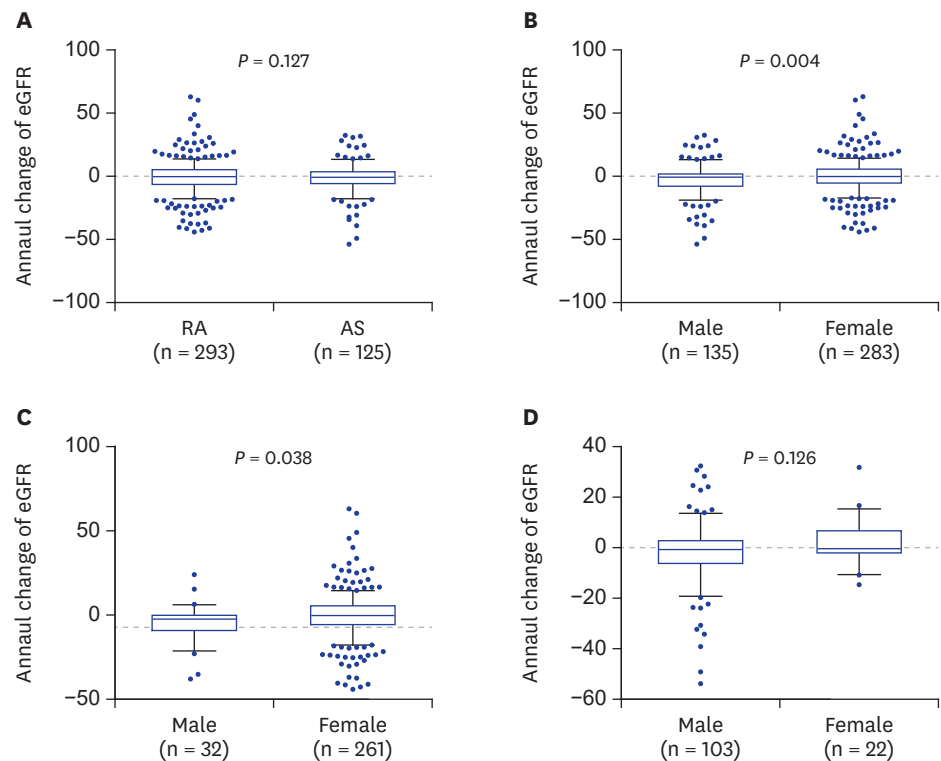 A
Annaul change of eGFR
100
50
0
−50
−100
P = 0.127
RA
(n = 293)
AS
(n = 125)
B
Annaul change of eGFR
100
50
0
−50
−100
P = 0.004
Male
(n = 135)
Female
(n = 283)
C
Annaul change of eGFR
100
50
0
−50
P = 0.038
Male
(n = 32)
Female
(n = 261)
D
Annaul change of eGFR
40
20
0
−20
−40
−60
P = 0.126
Male
(n = 103)
Female
(n = 22)